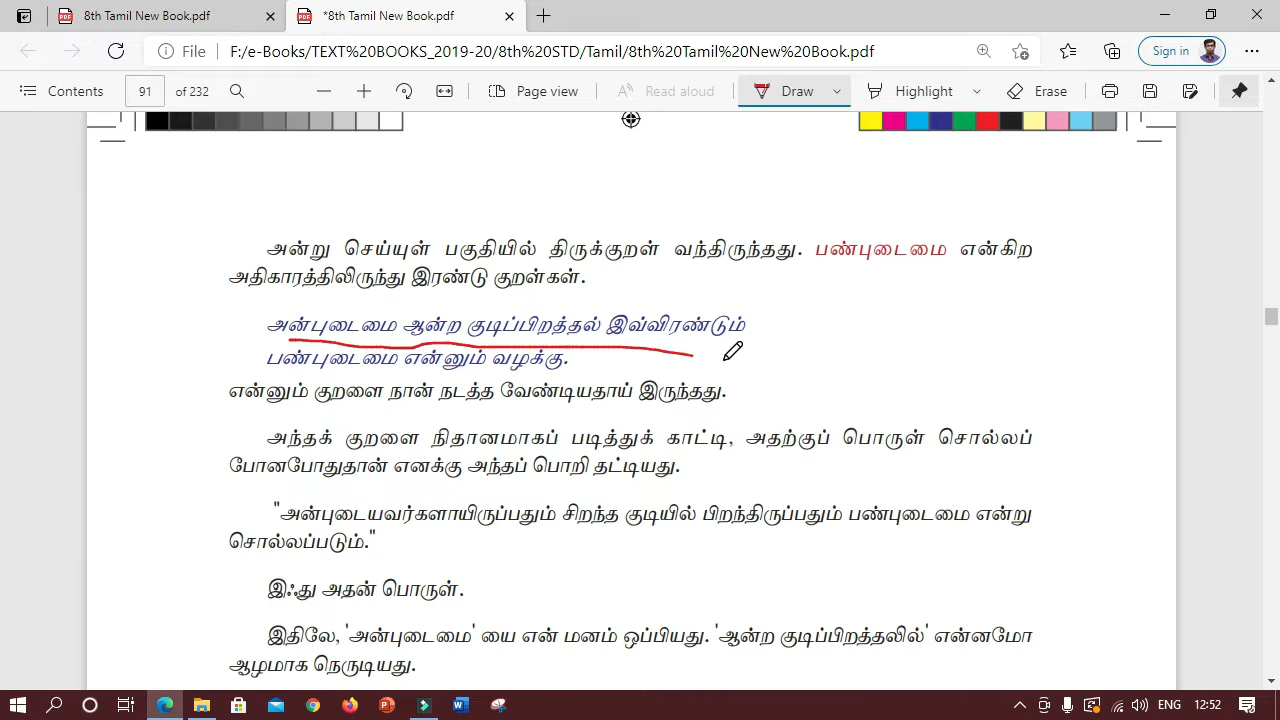 8th Tamil New Book.pdf
*8th Tamil New Book.pdf
File
F:/e-Books/TEXT%20BOOKS_2019-20/8th%20STD/Tamil/8th%20Tamil%20New%20Book.pdf
Sign in
Contents
91
of 232
Page view
Read aloud
Draw
Highlight
Erase
அன்று செய்யுள் பகுதியில் திருக்குறள் வந்திருந்தது. பண்புடைமை என்கிற
அதிகாரத்திலிருந்து இரண்டு குறள்கள்.
அன்புடைமை ஆன்ற குடிப்பிறத்தல் இவ்விரண்டும்
பண்புடைமை என்னும் வழக்கு.
என்னும் குறளை நான் நடத்த வேண்டியதாய் இருந்தது.
அந்தக் குறளை நிதானமாகப் படித்துக் காட்டி, அதற்குப் பொருள் சொல்லப்
போனபோதுதான் எனக்கு அந்தப் பொறி தட்டியது.
"அன்புடையவர்களாயிருப்பதும் சிறந்த குடியில் பிறந்திருப்பதும் பண்புடைமை என்று
சொல்லப்படும்."
இஃது அதன் பொருள்.
இதிலே, 'அன்புடைமை' யை என் மனம் ஒப்பியது. 'ஆன்ற குடிப்பிறத்தலில்' என்னமோ
ஆழமாக நெருடியது.
ENG
12:52